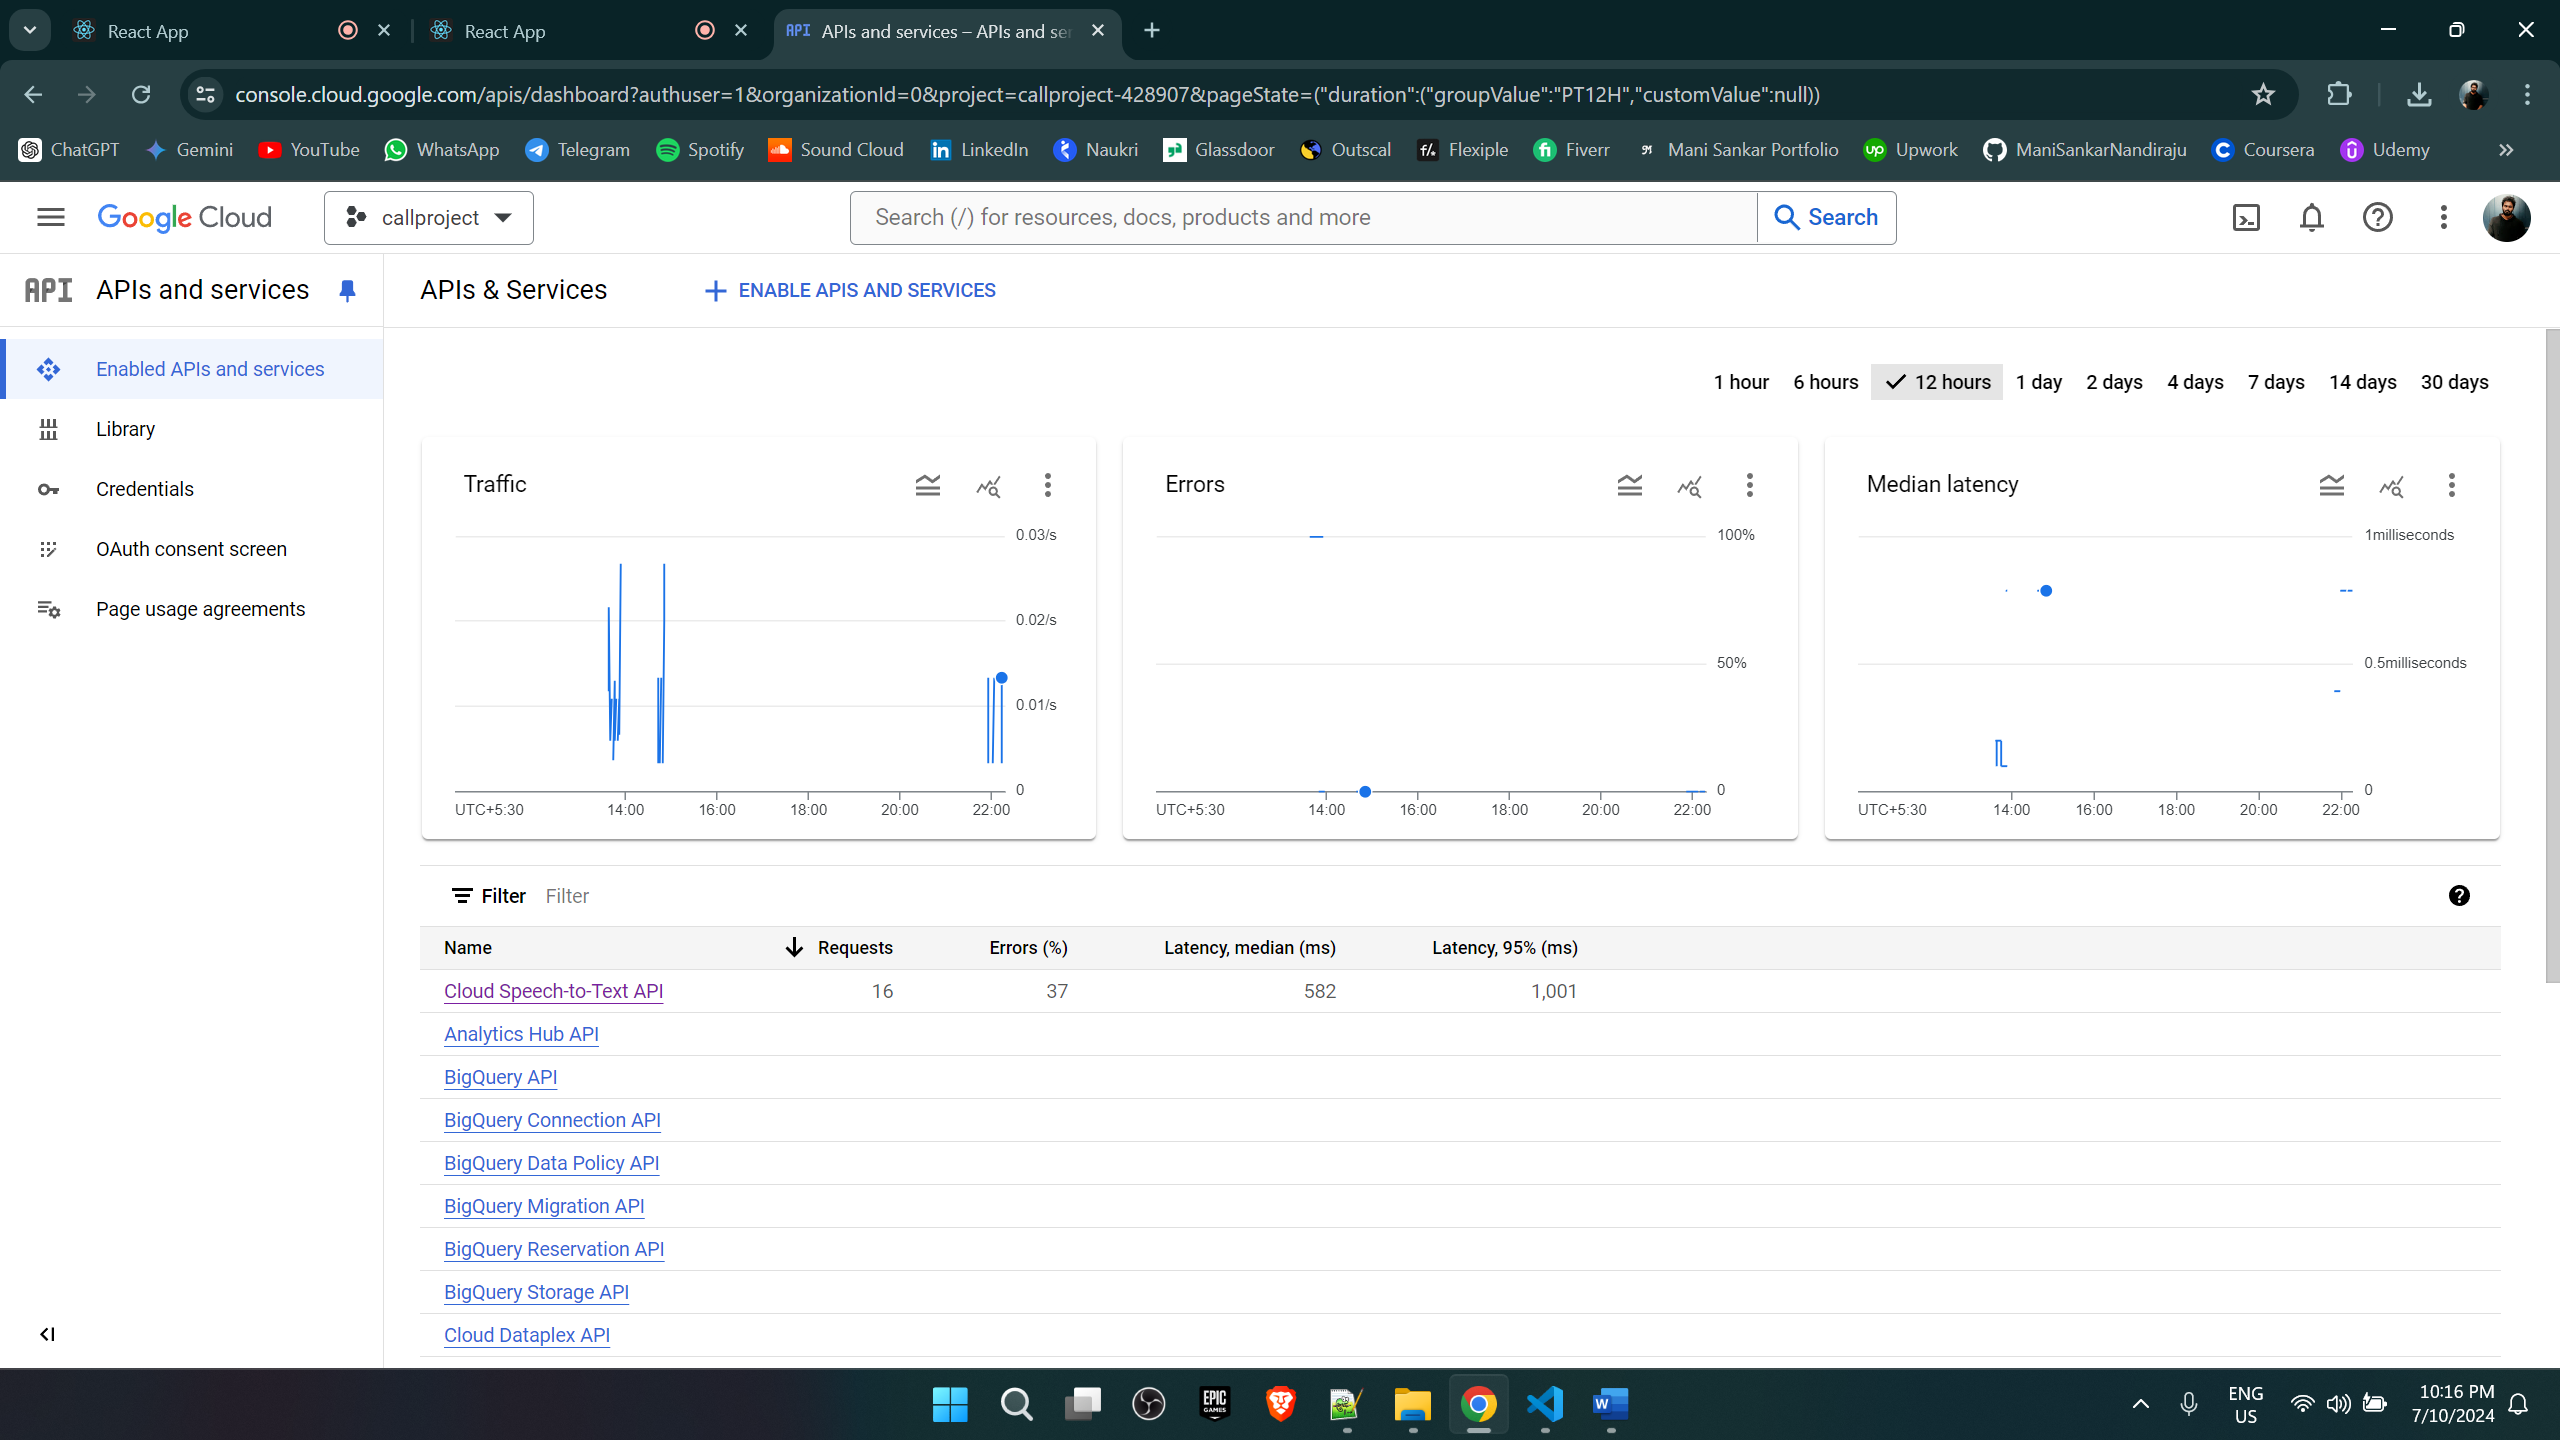 React App
React App
API APIs and services – APIs and ser
console.cloud.google.com/apis/dashboard?authuser=1&organizationId=0&project=callproject-428907&pageState=("duration":("groupValue":"PT12H","customValue":null))
ChatGPT Gemini YouTube WhatsApp Telegram Spotify Sound Cloud LinkedIn Naukri Glassdoor Outscal Flexiple Fiverr Mani Sankar Portfolio Upwork ManiSankarNandiraju Coursera Udemy
Google Cloud callproject Search (/) for resources, docs, products and more Search
API APIs and services
APIs & Services ENABLE APIS AND SERVICES
Enabled APIs and services
Library
Credentials
OAuth consent screen
Page usage agreements
1 hour 6 hours 12 hours 1 day 2 days 4 days 7 days 14 days 30 days
Traffic
0.03/s
0.02/s
0.01/s
0
UTC+5:30 14:00 16:00 18:00 20:00 22:00
Errors
100%
50%
0
UTC+5:30 14:00 16:00 18:00 20:00 22:00
Median latency
1milliseconds
0.5milliseconds
0
UTC+5:30 14:00 16:00 18:00 20:00 22:00
Filter Filter
Name Requests Errors (%) Latency, median (ms) Latency, 95% (ms)
Cloud Speech-to-Text API 16 37 582 1,001
Analytics Hub API
BigQuery API
BigQuery Connection API
BigQuery Data Policy API
BigQuery Migration API
BigQuery Reservation API
BigQuery Storage API
Cloud Dataplex API
EPIC GAMES
ENG US
10:16 PM
7/10/2024